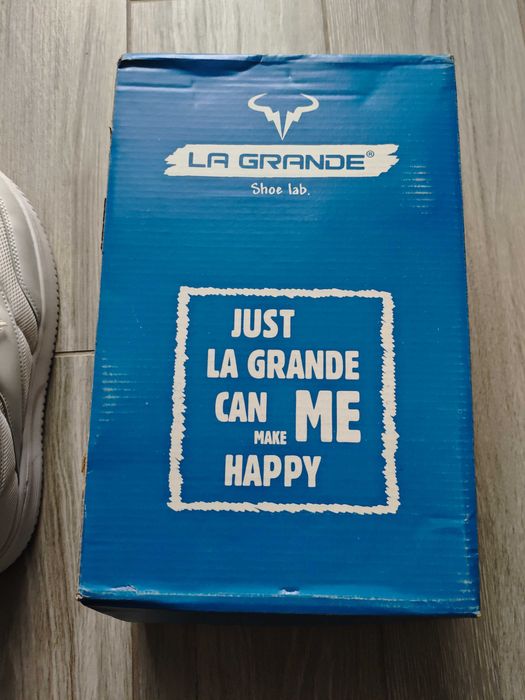 LA GRANDE®
Shoe lab.
JUST
LA GRANDE
CAN MAKE ME
HAPPY